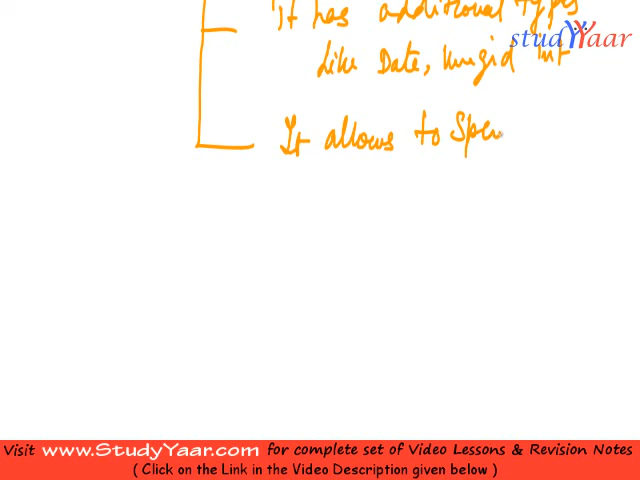 It has additional types
studyYaar
Like Date, Unsigned Int
It allows to Spe
Visit www.StudyYaar.com for complete set of Video Lessons & Revision Notes
( Click on the Link in the Video Description given below )